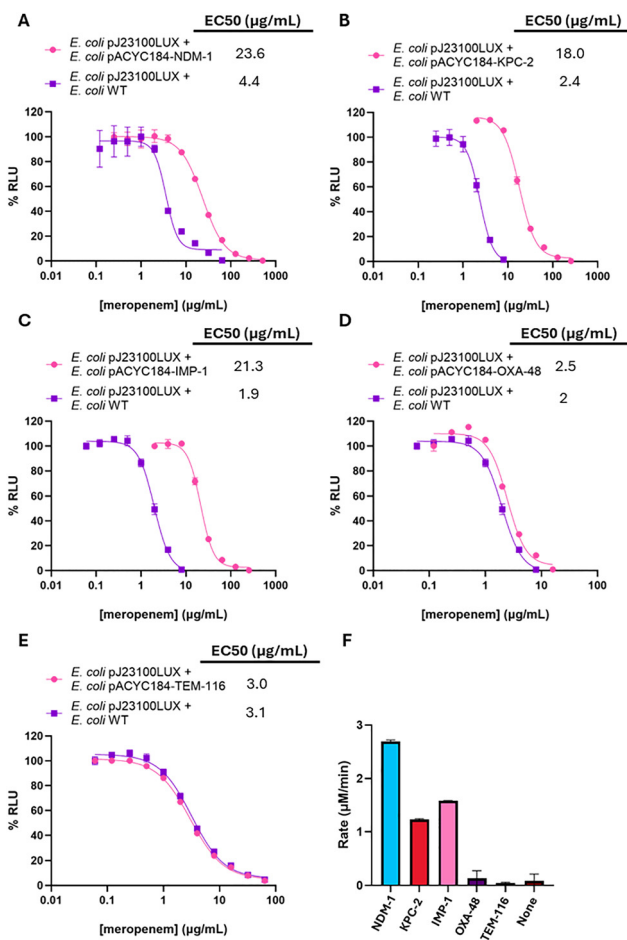 A
EC50 (µg/mL)
E. coli pJ23100LUX +
E. coli pACYC184-NDM-1
23.6
E. coli pJ23100LUX +
E. coli WT
4.4
% RLU
120
100
80
60
40
20
0
0.01
0.1
1
10
100
1000
[meropenem] (µg/mL)
B
EC50 (µg/mL)
E. coli pJ23100LUX +
E. coli pACYC184-KPC-2
18.0
E. coli pJ23100LUX +
E. coli WT
2.4
% RLU
120
100
80
60
40
20
0
0.01
0.1
1
10
100
1000
[meropenem] (µg/mL)
C
EC50 (µg/mL)
E. coli pJ23100LUX +
E. coli pACYC184-IMP-1
21.3
E. coli pJ23100LUX +
E. coli WT
1.9
% RLU
120
100
80
60
40
20
0
0.01
0.1
1
10
100
1000
[meropenem] (µg/mL)
D
EC50 (µg/mL)
E. coli pJ23100LUX +
E. coli pACYC184-OXA-48
2.5
E. coli pJ23100LUX +
E. coli WT
2
% RLU
120
100
80
60
40
20
0
0.01
0.1
1
10
100
[meropenem] (µg/mL)
E
EC50 (µg/mL)
E. coli pJ23100LUX +
E. coli pACYC184-TEM-116
3.0
E. coli pJ23100LUX +
E. coli WT
3.1
% RLU
120
100
80
60
40
20
0
0.01
0.1
1
10
100
[meropenem] (µg/mL)
F
Rate (µM/min)
3
2
1
0
NDM-1
KPC-2
IMP-1
OXA-48
TEM-116
None